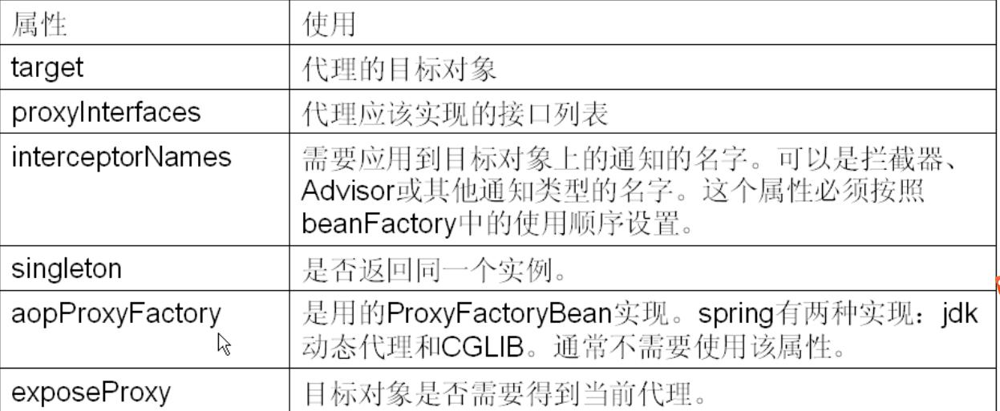 属性 使用
target 代理的目标对象
proxyInterfaces 代理应该实现的接口列表
interceptorNames 需要应用到目标对象上的通知的名字。可以是拦截器、
Advisor或其他通知类型的名字。这个属性必须按照
beanFactory中的使用顺序设置。
singleton 是否返回同一个实例。
aopProxyFactory 是用的ProxyFactoryBean实现。spring有两种实现：jdk
动态代理和CGLIB。通常不需要使用该属性。
exposeProxy 目标对象是否需要得到当前代理。